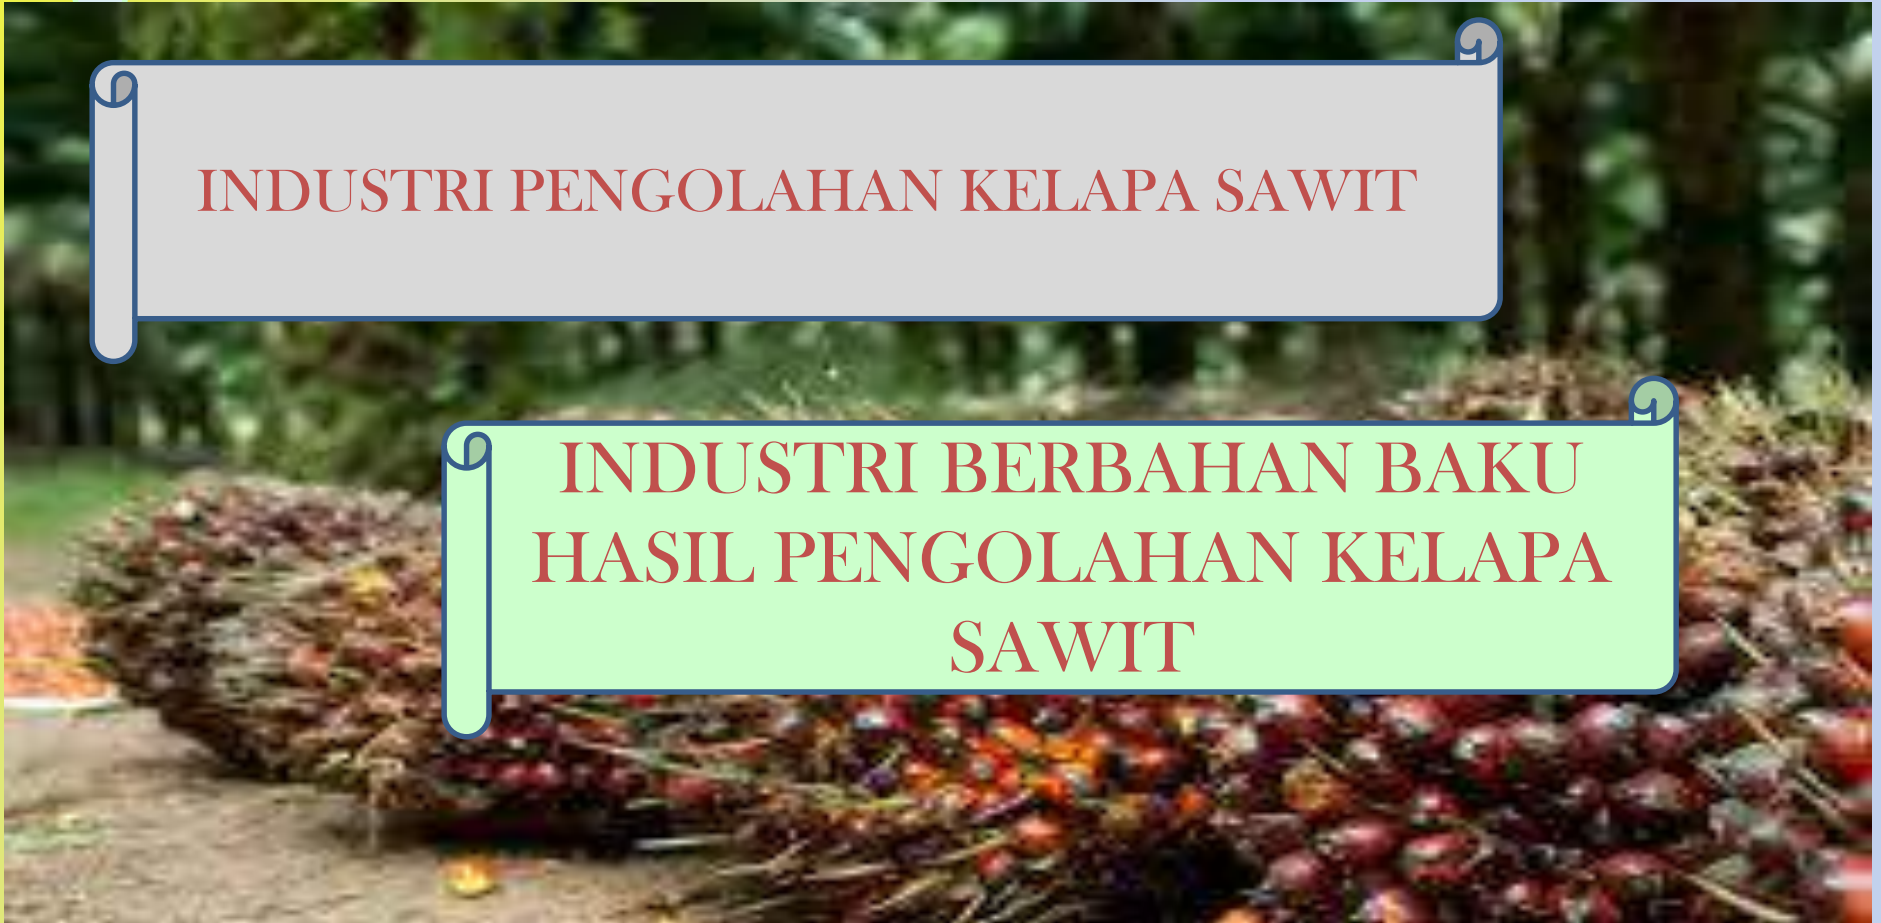 INDUSTRI PENGOLAHAN KELAPA SAWIT
INDUSTRI BERBAHAN BAKU
HASIL PENGOLAHAN KELAPA
SAWIT